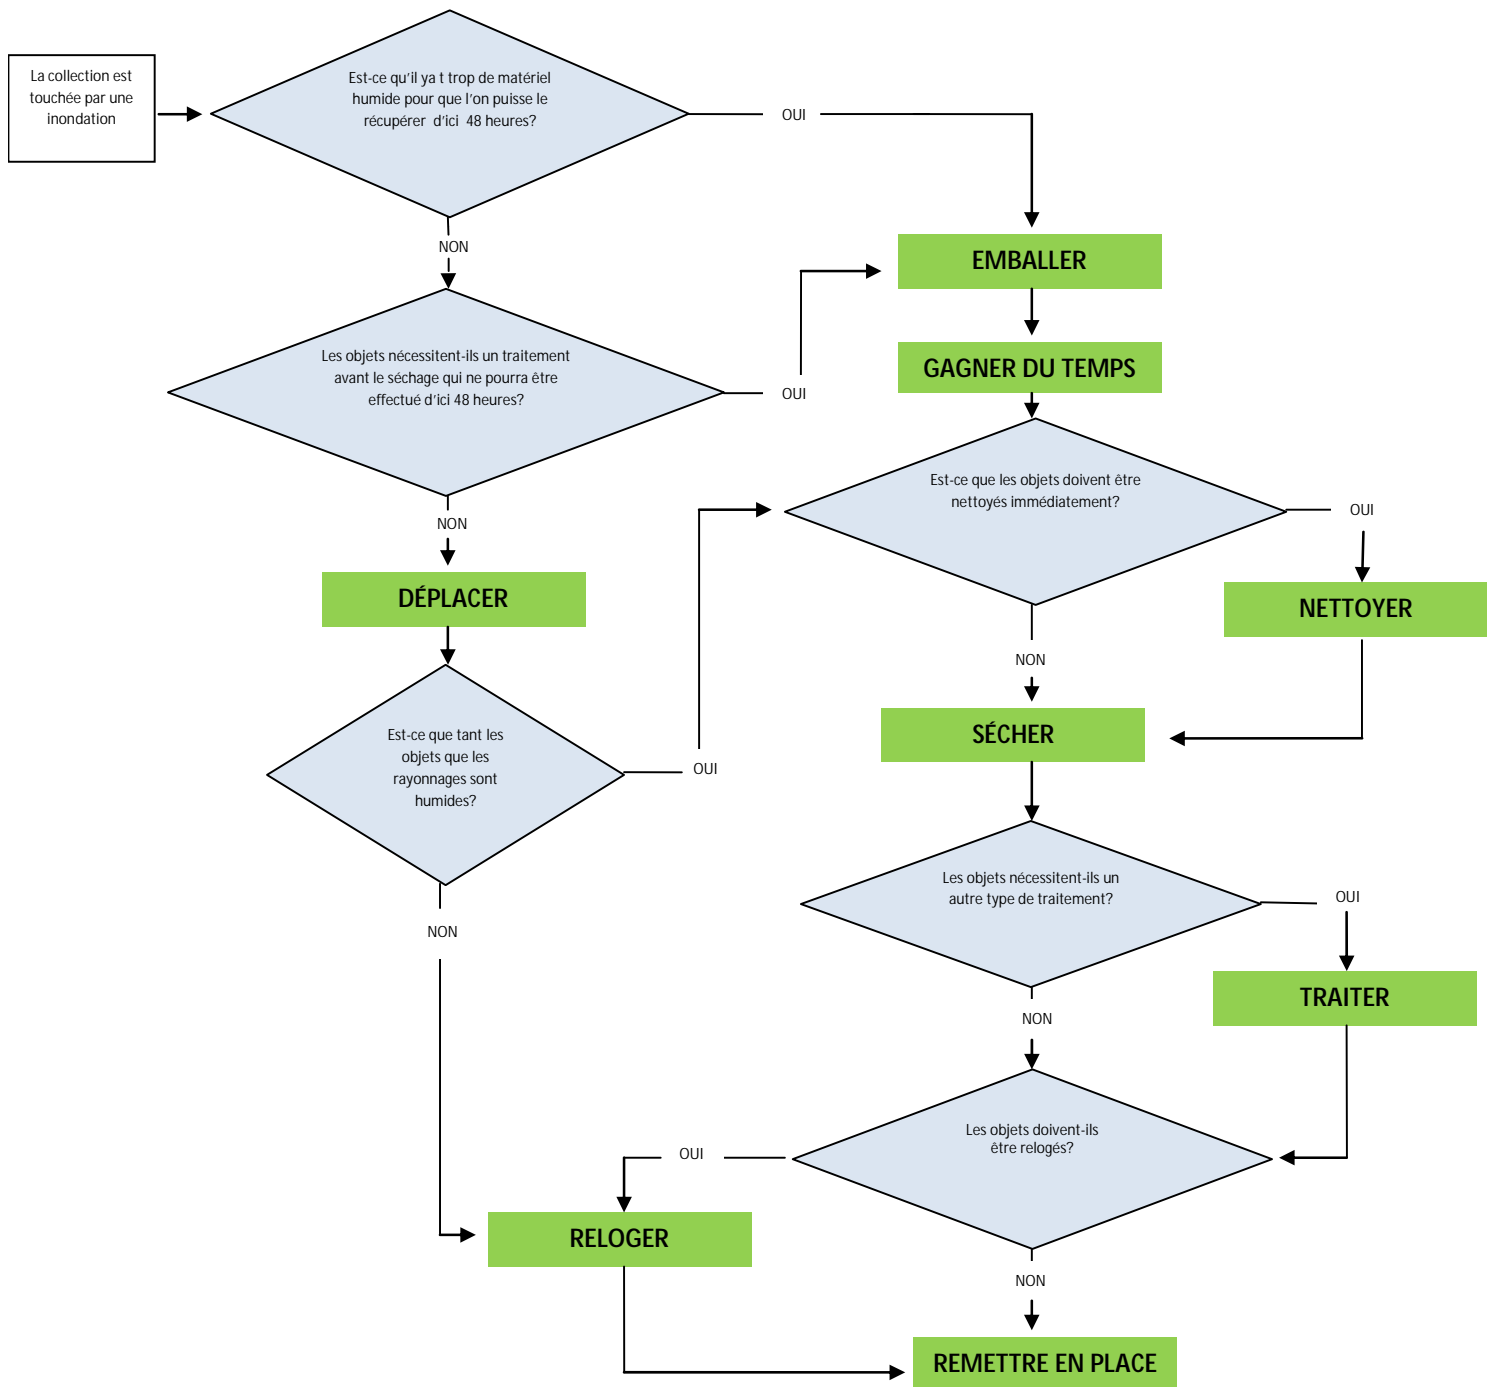 La collection est
touchée par une
inondation
Est-ce qu'il ya t trop de matériel
humide pour que l'on puisse le
récupérer d'ici 48 heures?
OUI
NON
EMBALLER
Les objets nécessitent-ils un traitement
avant le séchage qui ne pourra être
effectué d'ici 48 heures?
OUI
GAGNER DU TEMPS
NON
Est-ce que les objets doivent être
nettoyés immédiatement?
OUI
DÉPLACER
NETTOYER
NON
Est-ce que tant les
objets que les
rayonnages sont
humides?
OUI
SÉCHER
NON
Les objets nécessitent-ils un
autre type de traitement?
OUI
TRAITER
NON
Les objets doivent-ils
être relogés?
OUI
RELOGER
NON
REMETTRE EN PLACE